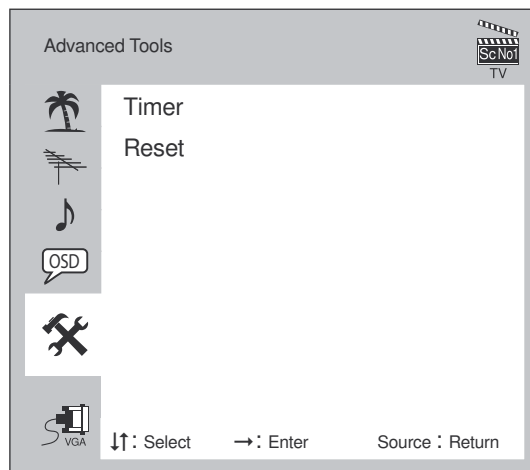 Advanced Tools
Sc No1
TV
Timer
Reset
OSD
VGA
↓↑: Select →: Enter Source : Return